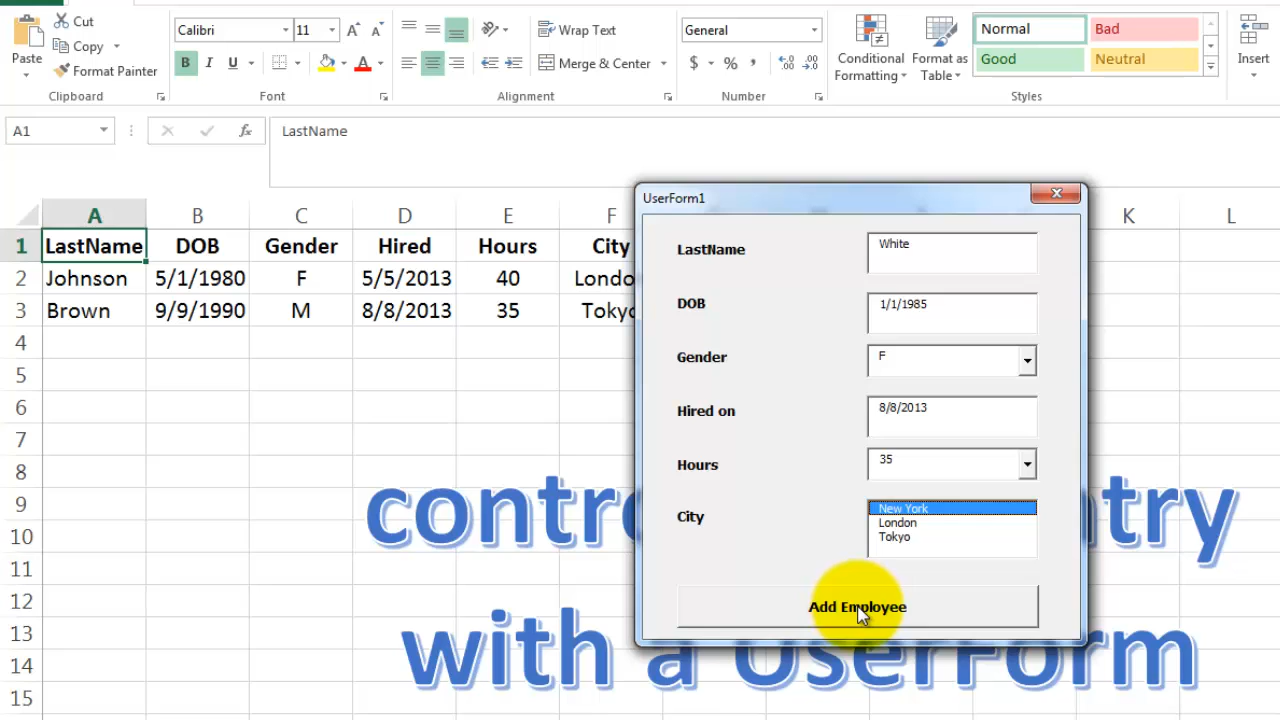 Cut
Calibri
11
Wrap Text
General
Normal
Bad
Paste
Copy
Format Painter
B
I
U
A
Merge & Center
$
%
Conditional Formatting
Format as Table
Good
Neutral
Insert
Clipboard
Font
Alignment
Number
Styles
A1
fx
LastName
A B C D E F K L
1 LastName DOB Gender Hired Hours City
2 Johnson 5/1/1980 F 5/5/2013 40
3 Brown 9/9/1990 M 8/8/2013 35
4
5
6
7
8
9
10
11
12
13
14
15
UserForm1
LastName White
DOB 1/1/1985
Gender F
Hired on 8/8/2013
Hours 35
City
New York
London
Tokyo
Add Employee
with a UserForm